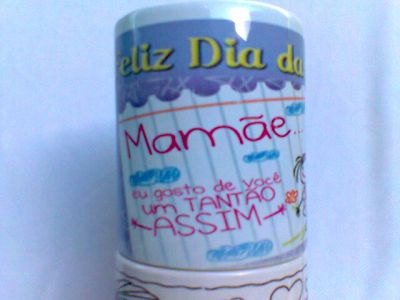 Feliz Dia da
Mamãe...
eu gosto de você
um TANTÃO
ASSIM